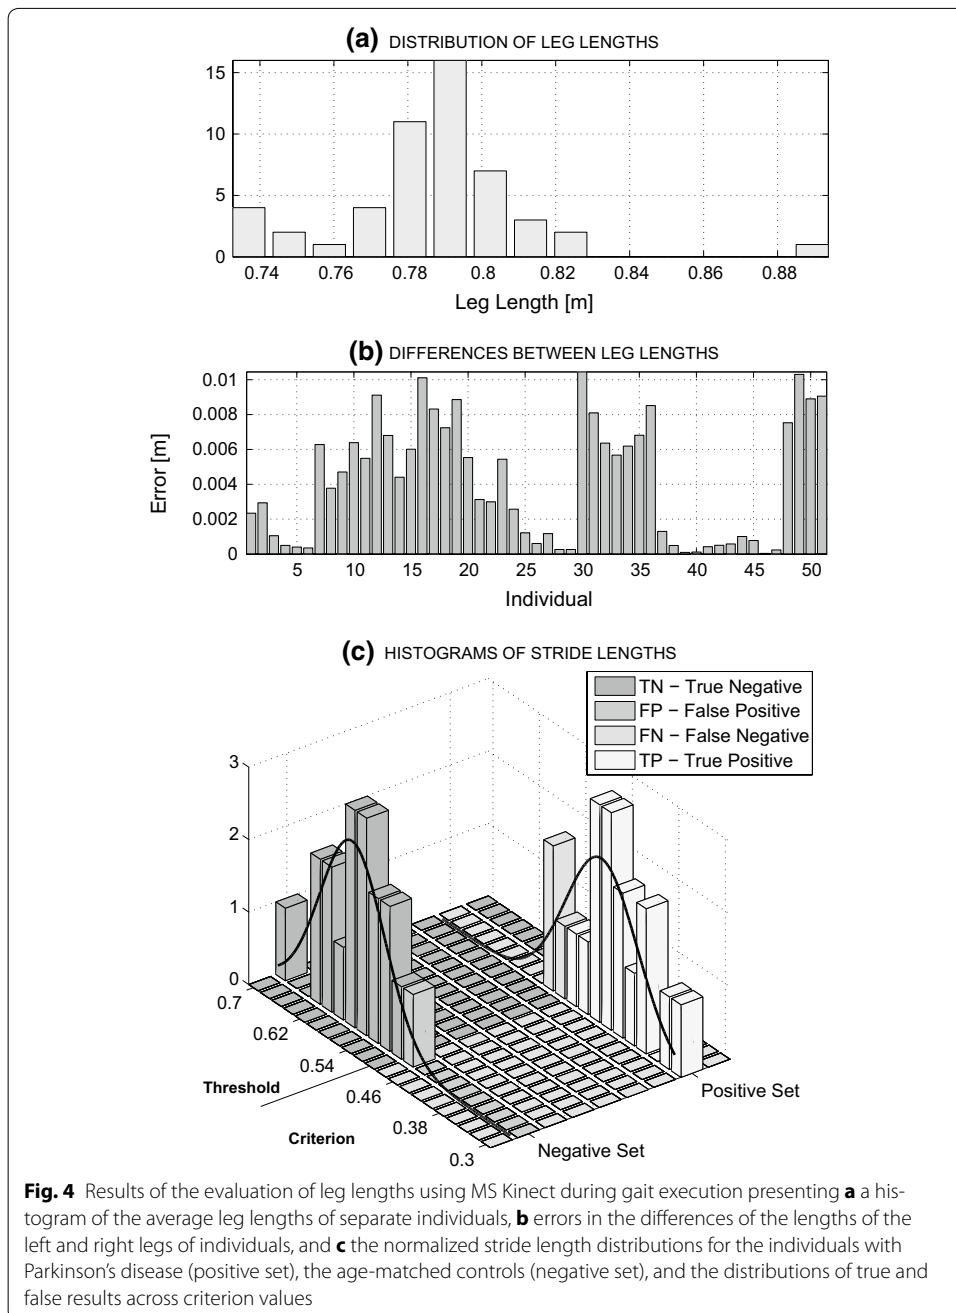 (a) DISTRIBUTION OF LEG LENGTHS
15
10
5
0
0.74 0.76 0.78 0.8 0.82 0.84 0.86 0.88
Leg Length [m]
(b) DIFFERENCES BETWEEN LEG LENGTHS
0.01
0.008
0.006
0.004
0.002
0
Error [m]
5 10 15 20 25 30 35 40 45 50
Individual
(c) HISTOGRAMS OF STRIDE LENGTHS
TN − True Negative
FP − False Positive
FN − False Negative
TP − True Positive
3
2
1
0
0.7
0.62
0.54
0.46
0.38
0.3
Threshold
Criterion
Positive Set
Negative Set
Fig. 4 Results of the evaluation of leg lengths using MS Kinect during gait execution presenting a a his-
togram of the average leg lengths of separate individuals, b errors in the differences of the lengths of the
left and right legs of individuals, and c the normalized stride length distributions for the individuals with
Parkinson's disease (positive set), the age-matched controls (negative set), and the distributions of true and
false results across criterion values